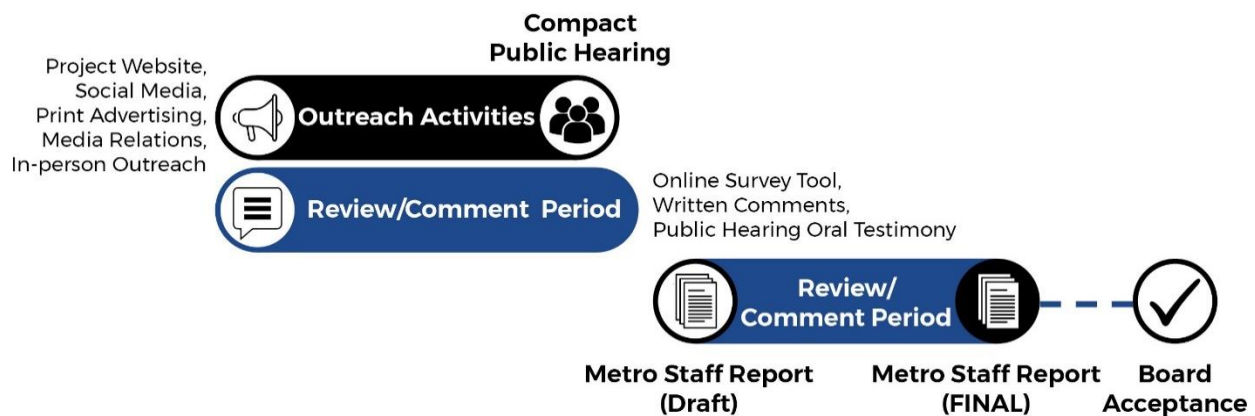 Compact
Public Hearing
Project Website,
Social Media,
Print Advertising,
Media Relations,
In-person Outreach
Outreach Activities
Review/Comment Period
Online Survey Tool,
Written Comments,
Public Hearing Oral Testimony
Review/
Comment Period
Metro Staff Report
(Draft)
Metro Staff Report
(FINAL)
Board
Acceptance